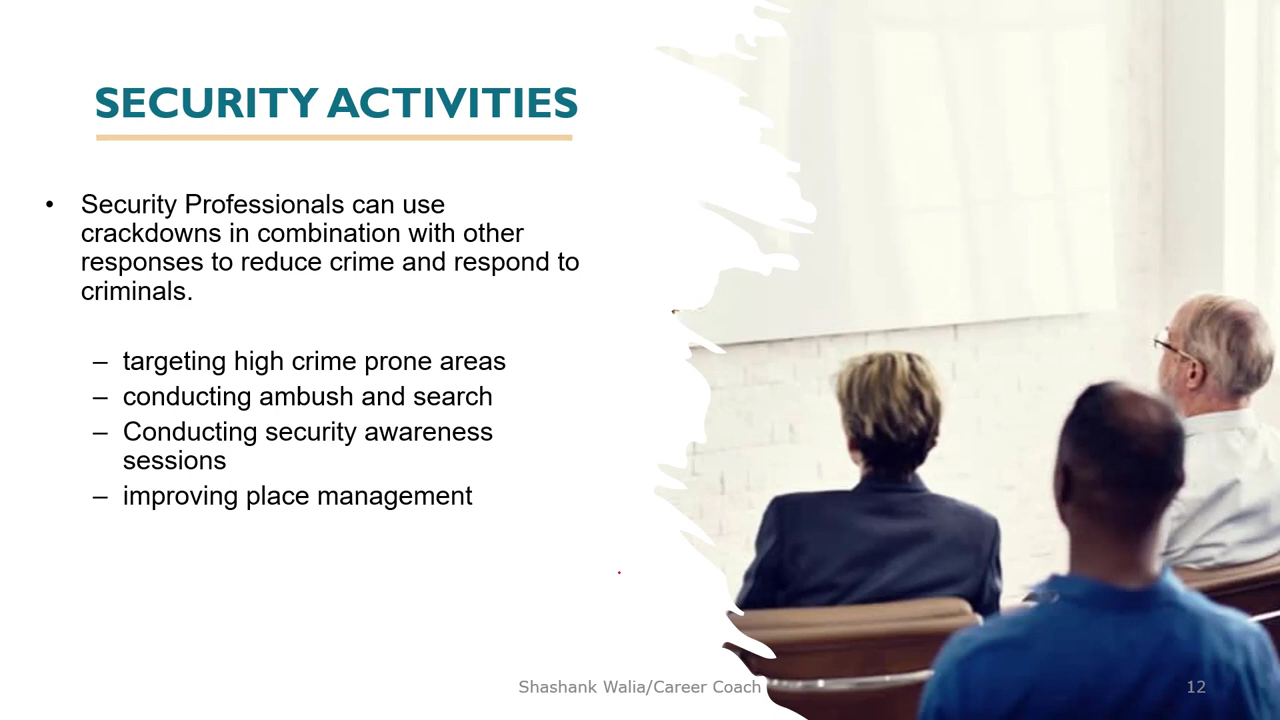 SECURITY ACTIVITIES
• Security Professionals can use
crackdowns in combination with other
responses to reduce crime and respond to
criminals.
– targeting high crime prone areas
– conducting ambush and search
– Conducting security awareness
sessions
– improving place management
Shashank Walia/Career Coach
12